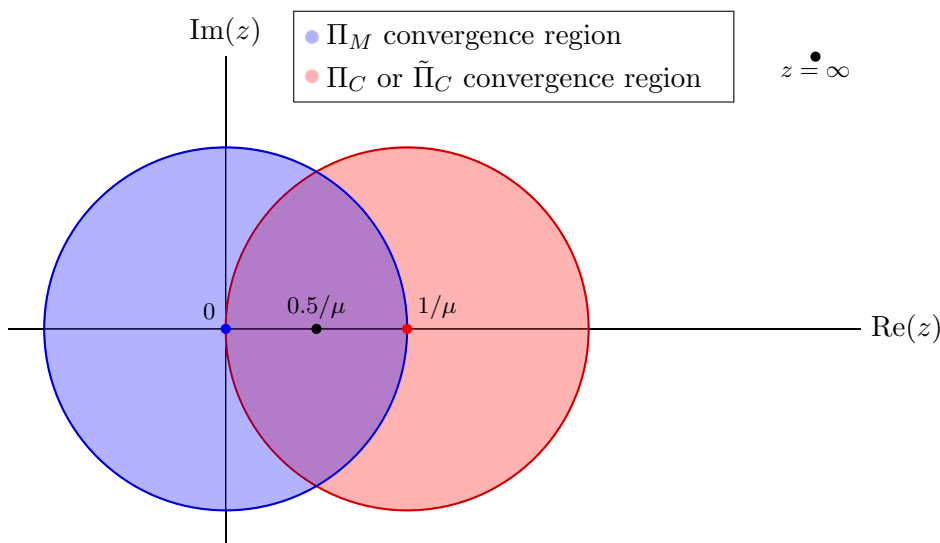 Im(z)
Π_M convergence region
Π_C or Π̃_C convergence region
z = ∞
0
0.5/μ
1/μ
Re(z)